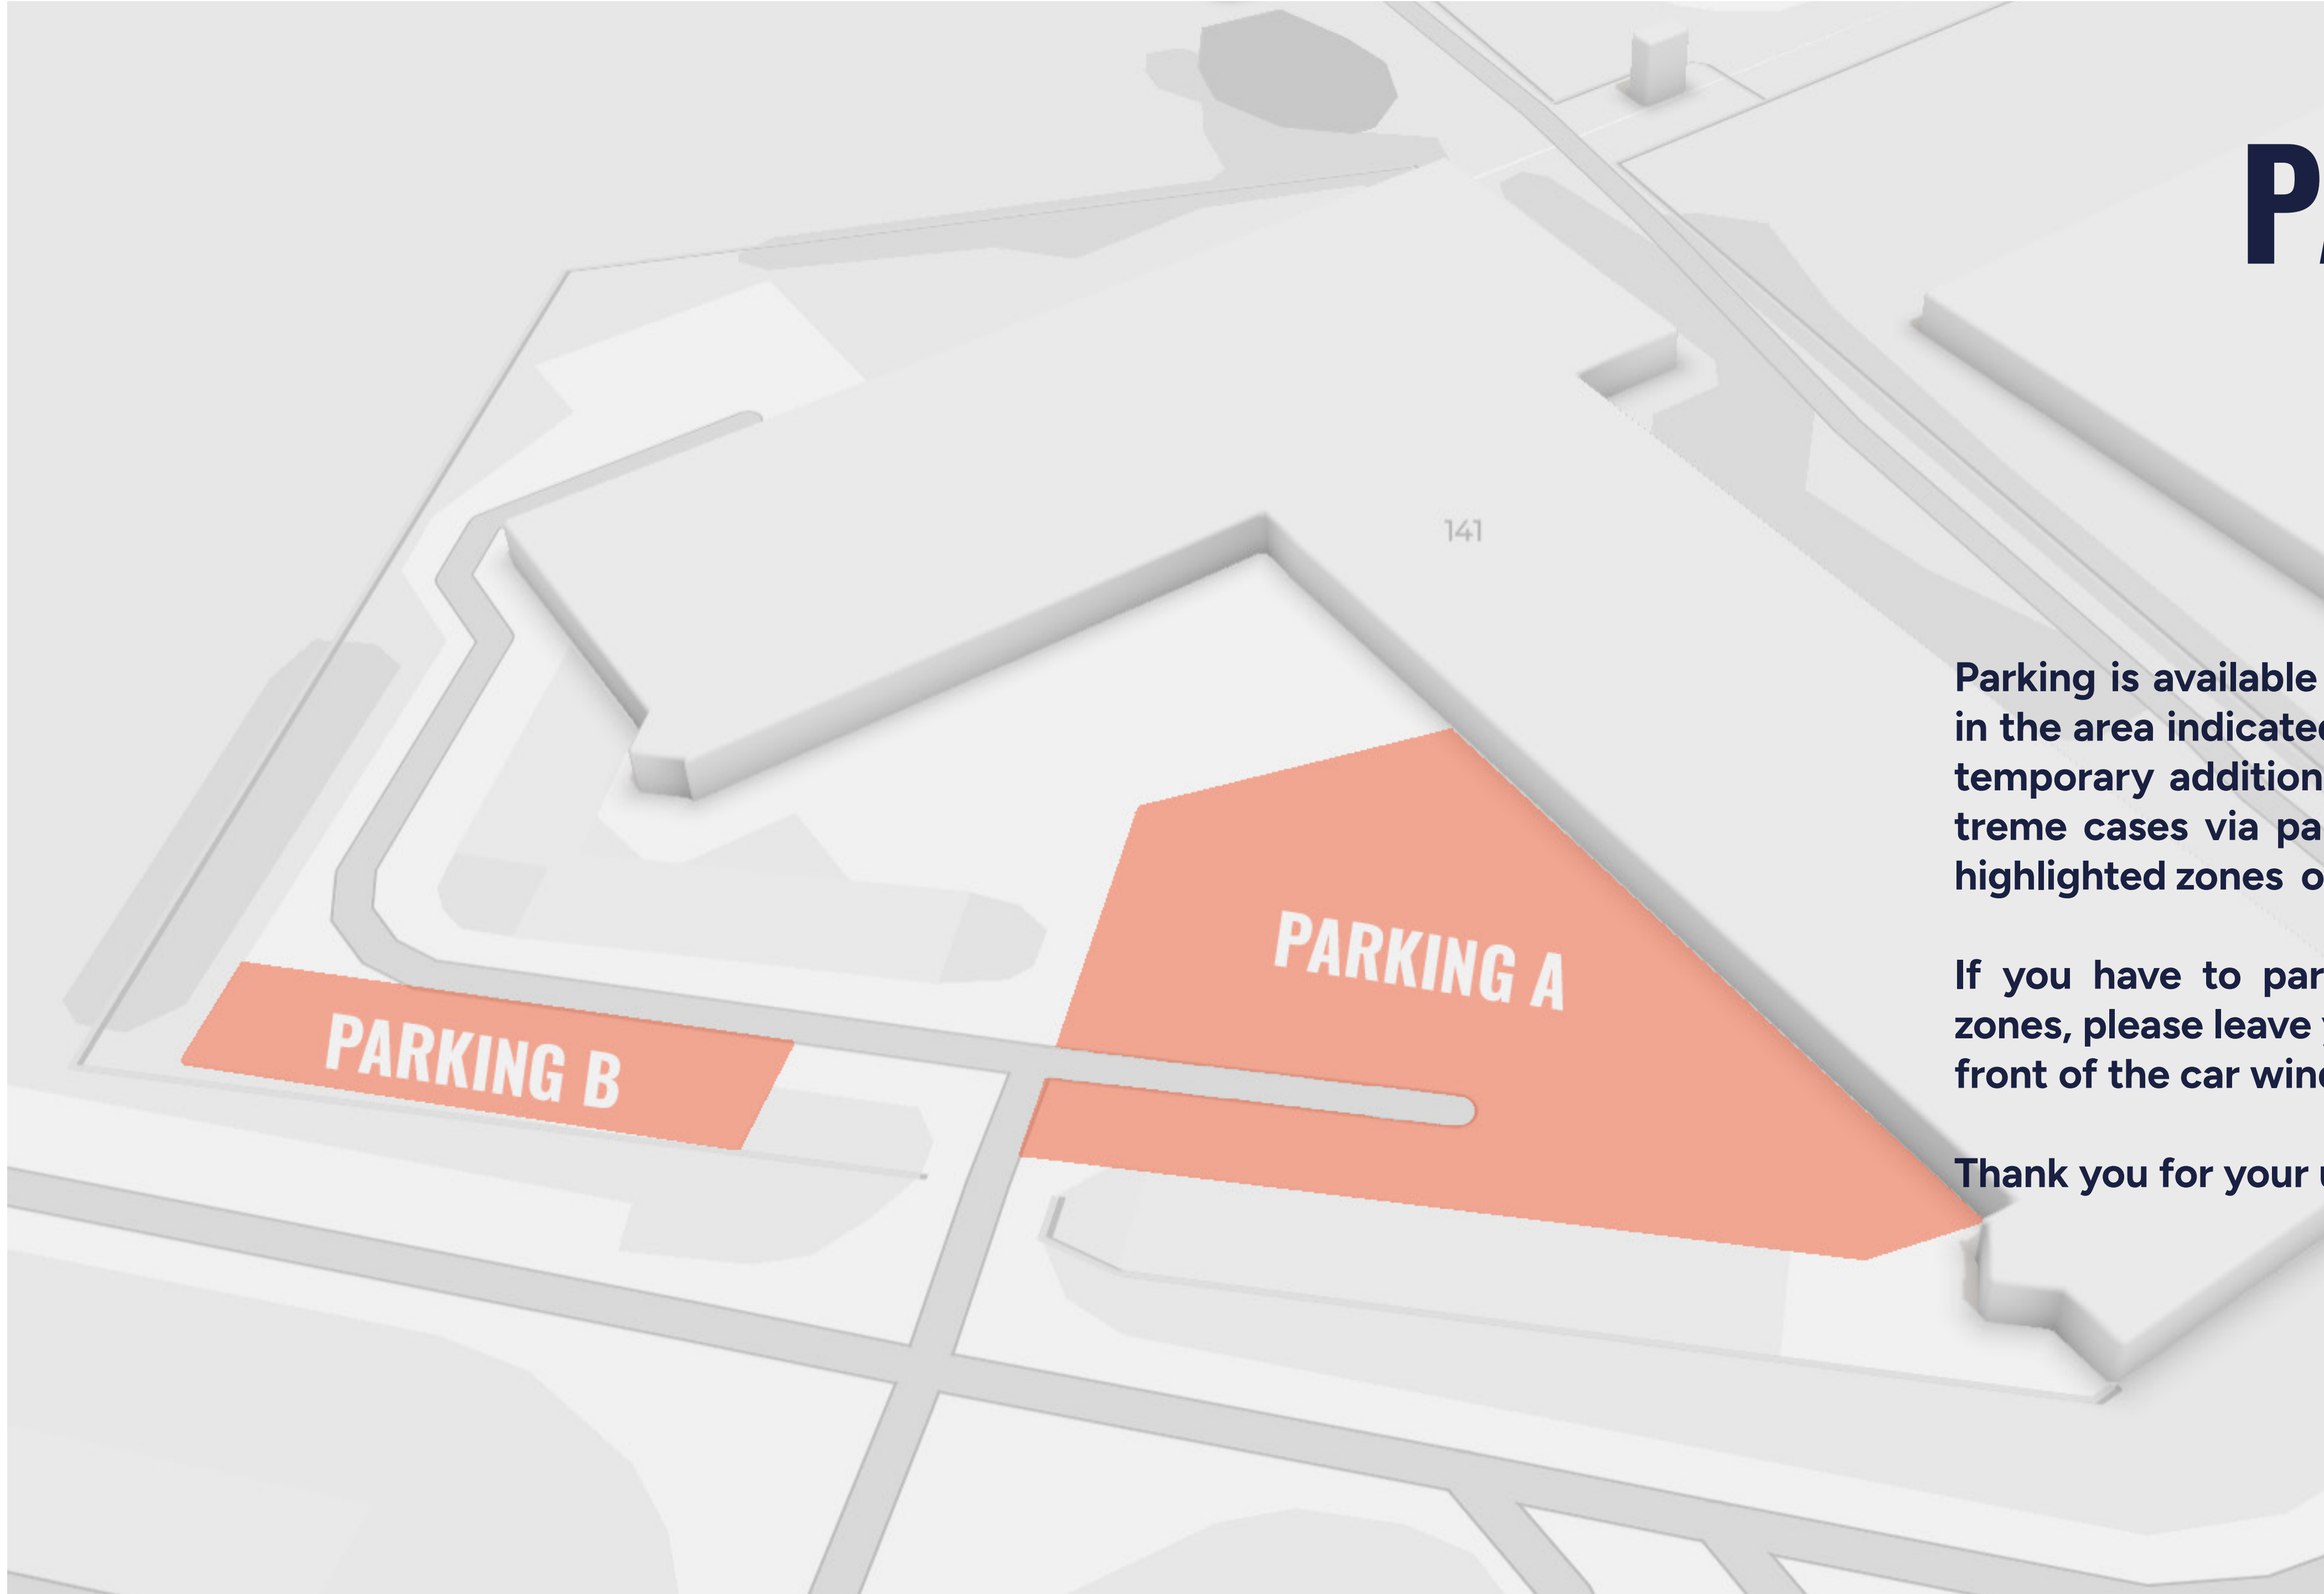 P
141
Parking is available
in the area indicated
temporary addition
treme cases via pa
highlighted zones o
If you have to par
zones, please leave y
front of the car wind
Thank you for your u
PARKING A
PARKING B